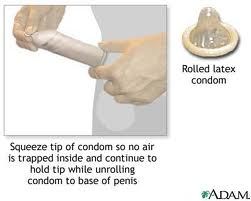 Rolled latex
condom
Squeeze tip of condom so no air
is trapped inside and continue to
hold tip while unrolling
condom to base of penis
ADAM.